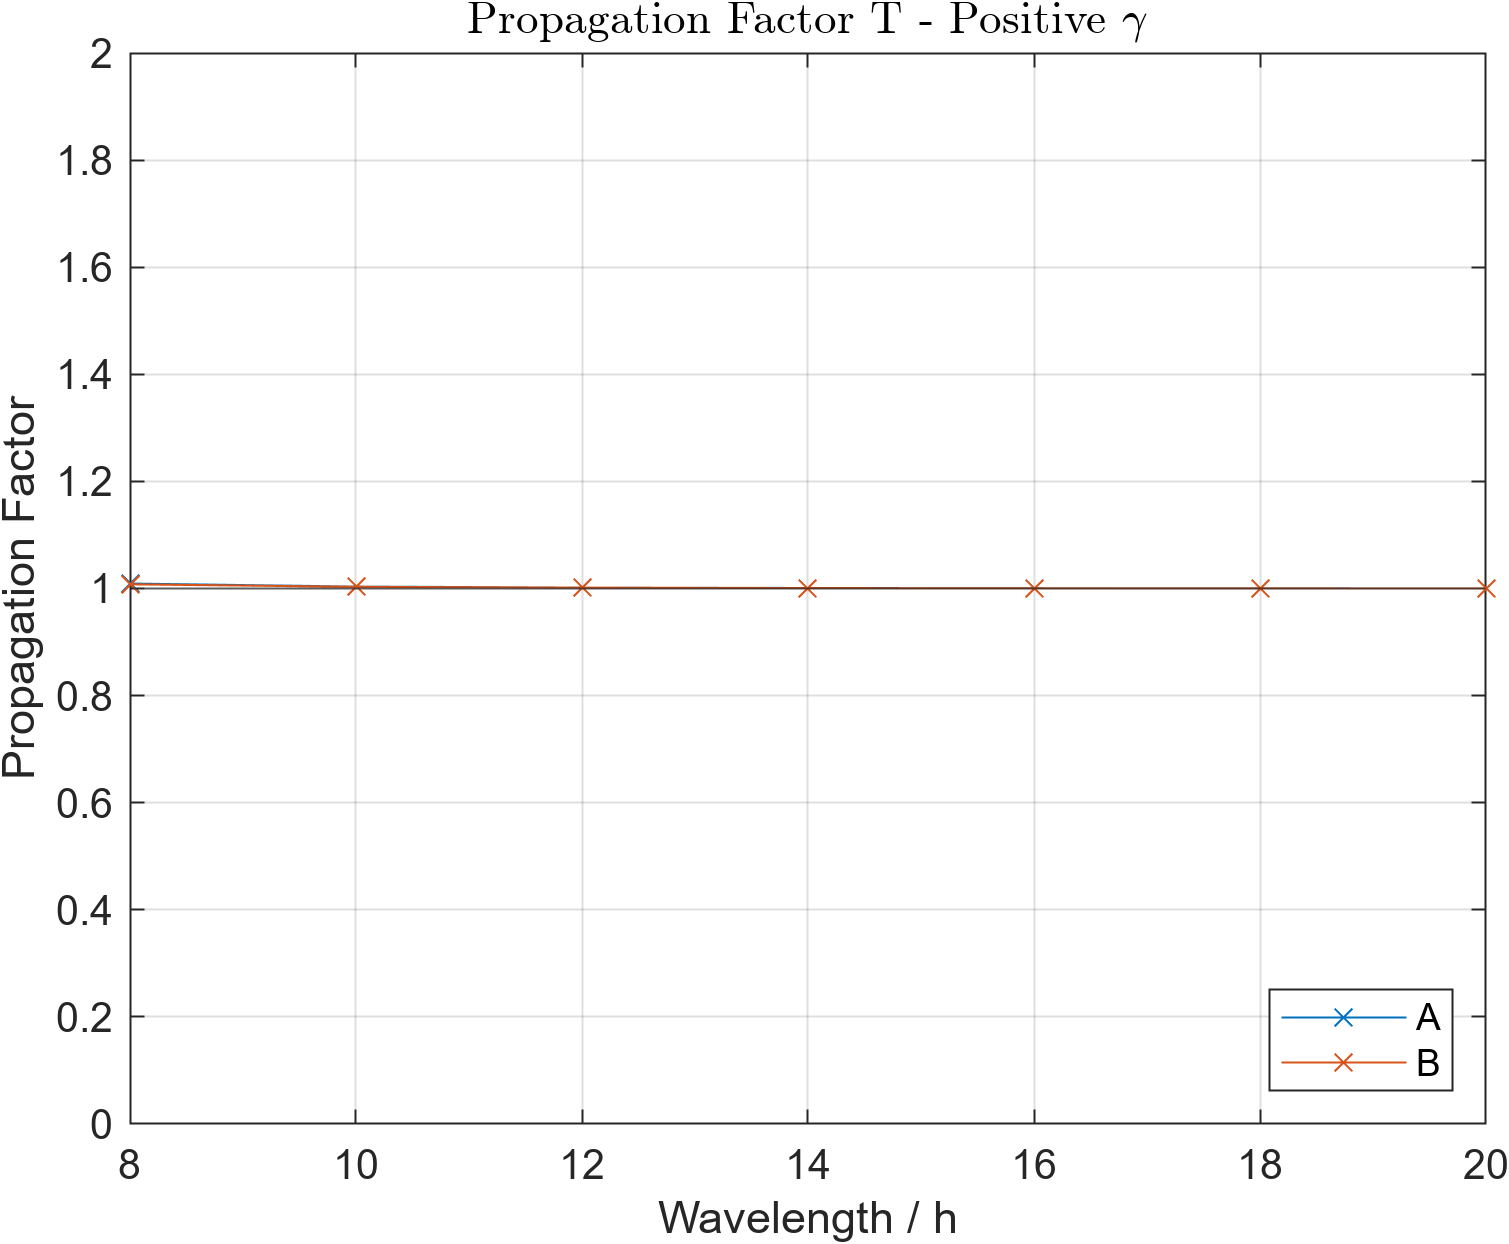 Propagation Factor T - Positive γ
2
1.8
1.6
1.4
1.2
1
0.8
0.6
0.4
0.2
0
Propagation Factor
8 10 12 14 16 18 20
Wavelength / h
A
B